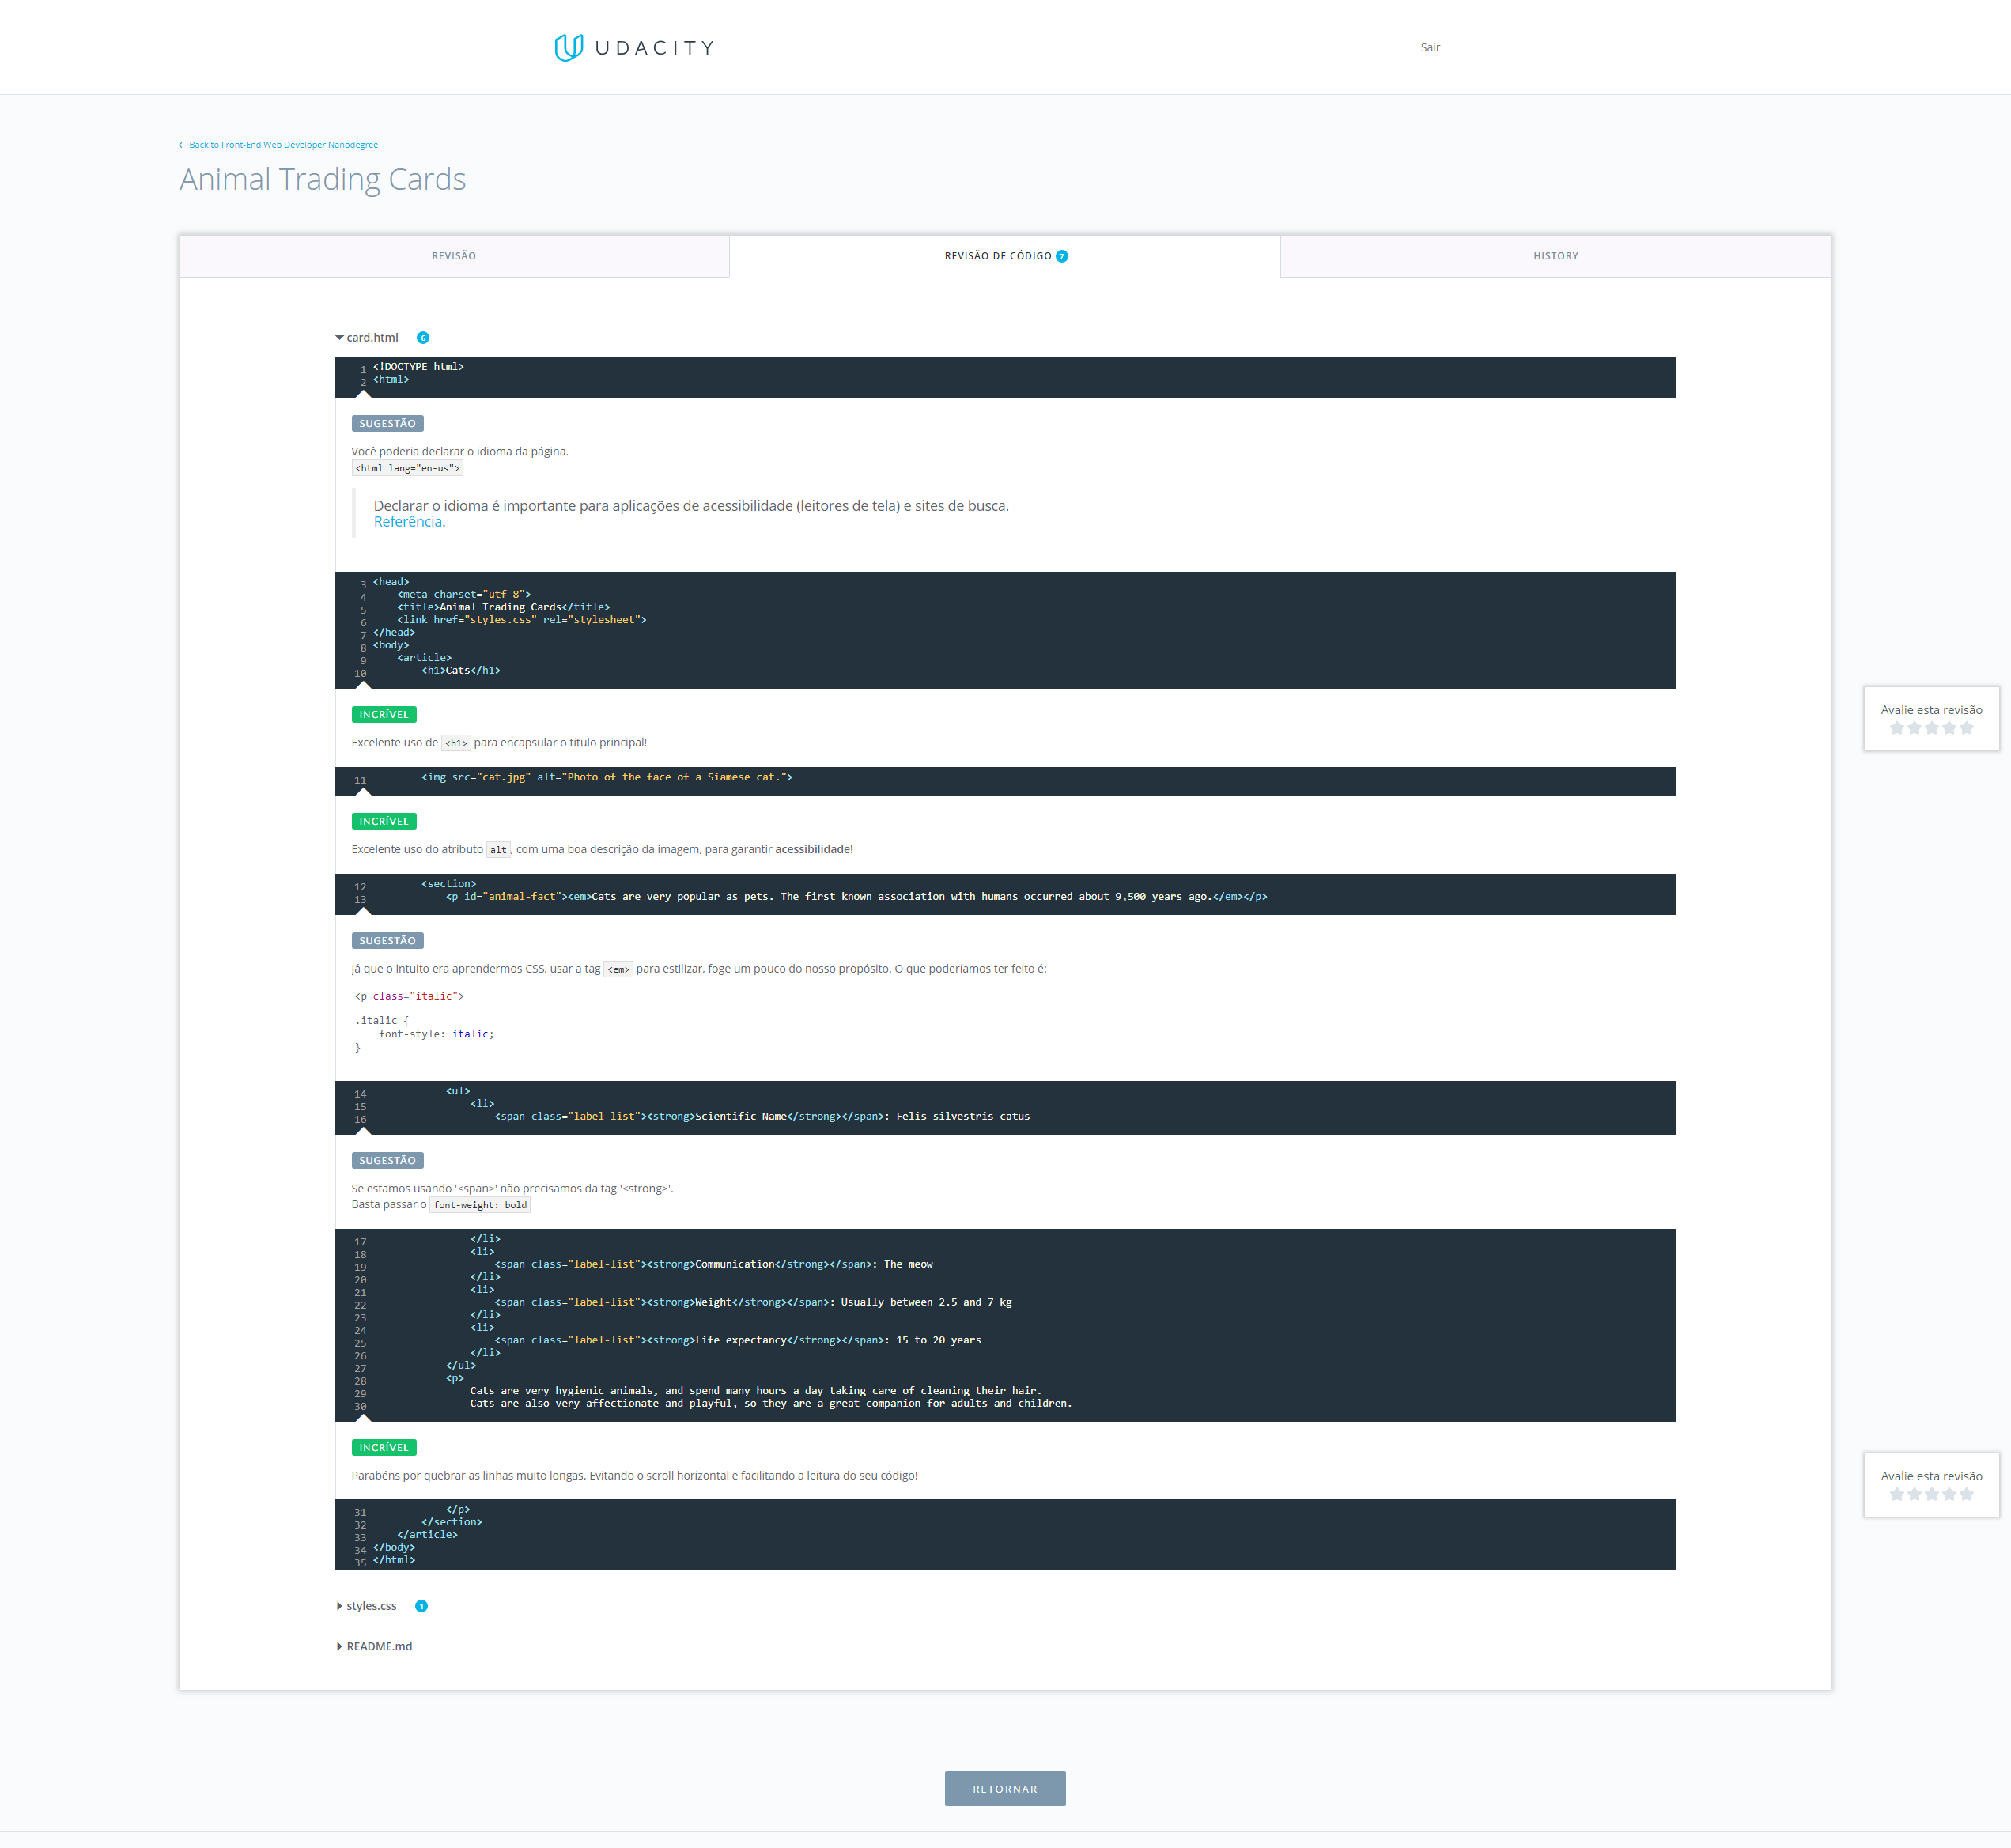 UDACITY
Sair
Back to Front-End Web Developer Nanodegree
Animal Trading Cards
REVISÃO
REVISÃO DE CÓDIGO 7
HISTORY
card.html 6
1 <!DOCTYPE html>
2 <html>
SUGESTÃO
Você poderia declarar o idioma da página.
<html lang="en-us">
Declarar o idioma é importante para aplicações de acessibilidade (leitores de tela) e sites de busca.
Referência.
3 <head>
4 <meta charset="utf-8">
5 <title>Animal Trading Cards</title>
6 <link href="styles.css" rel="stylesheet">
7 </head>
8 <body>
9 <article>
10 <h1>Cats</h1>
INCRÍVEL
Excelente uso de <h1> para encapsular o título principal!
Avalie esta revisão
11 <img src="cat.jpg" alt="Photo of the face of a Siamese cat.">
INCRÍVEL
Excelente uso do atributo alt, com uma boa descrição da imagem, para garantir acessibilidade!
12 <section>
13 <p id="animal-fact"><em>Cats are very popular as pets. The first known association with humans occurred about 9,500 years ago.</em></p>
SUGESTÃO
Já que o intuito era aprendermos CSS, usar a tag <em> para estilizar, foge um pouco do nosso propósito. O que poderíamos ter feito é:
<p class="italic">
.italic {
font-style: italic;
}
14 <ul>
15 <li>
16 <span class="label-list"><strong>Scientific Name</strong></span>: Felis silvestris catus
SUGESTÃO
Se estamos usando '<span>' não precisamos da tag '<strong>'.
Basta passar o font-weight: bold
17 </li>
18 <li>
19 <span class="label-list"><strong>Communication</strong></span>: The meow
20 </li>
21 <li>
22 <span class="label-list"><strong>Weight</strong></span>: Usually between 2.5 and 7 kg
23 </li>
24 <li>
25 <span class="label-list"><strong>Life expectancy</strong></span>: 15 to 20 years
26 </li>
27 </ul>
28 <p>
29 Cats are very hygienic animals, and spend many hours a day taking care of cleaning their hair.
30 Cats are also very affectionate and playful, so they are a great companion for adults and children.
INCRÍVEL
Parabéns por quebrar as linhas muito longas. Evitando o scroll horizontal e facilitando a leitura do seu código!
Avalie esta revisão
31 </p>
32 </section>
33 </article>
34 </body>
35 </html>
styles.css 1
README.md
RETORNAR